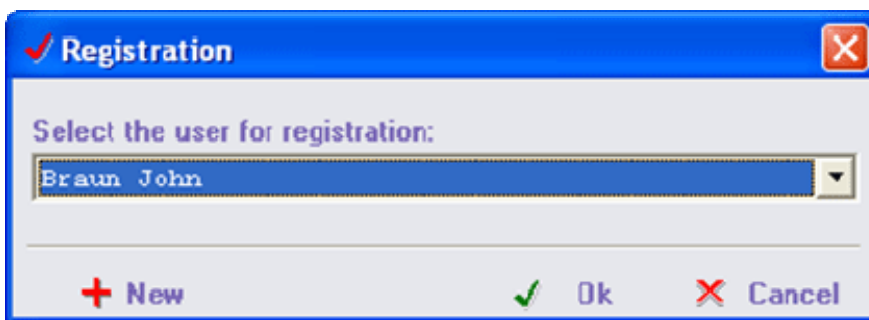 Registration
Select the user for registration:
Braun John
New Ok Cancel